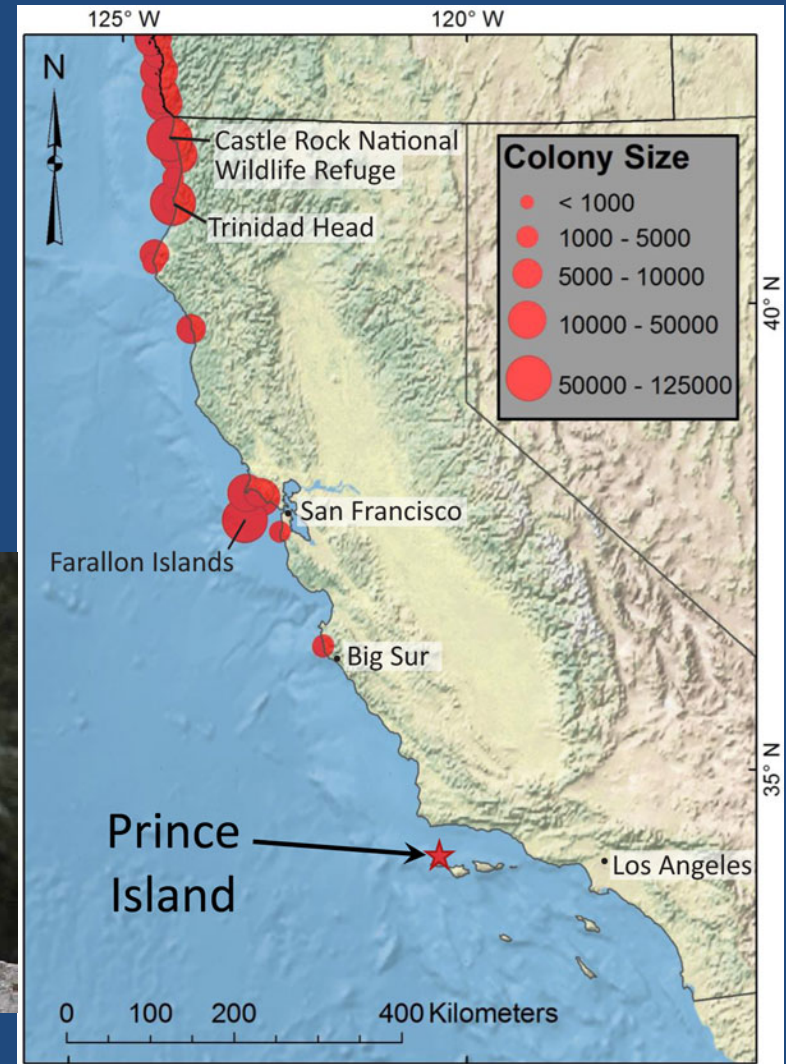 125° W
120° W
N
Castle Rock National
Wildlife Refuge
Trinidad Head
Colony Size
< 1000
1000 - 5000
5000 - 10000
10000 - 50000
50000 - 125000
40° N
San Francisco
Farallon Islands
Big Sur
35° N
Prince
Island
Los Angeles
0 100 200 400 Kilometers